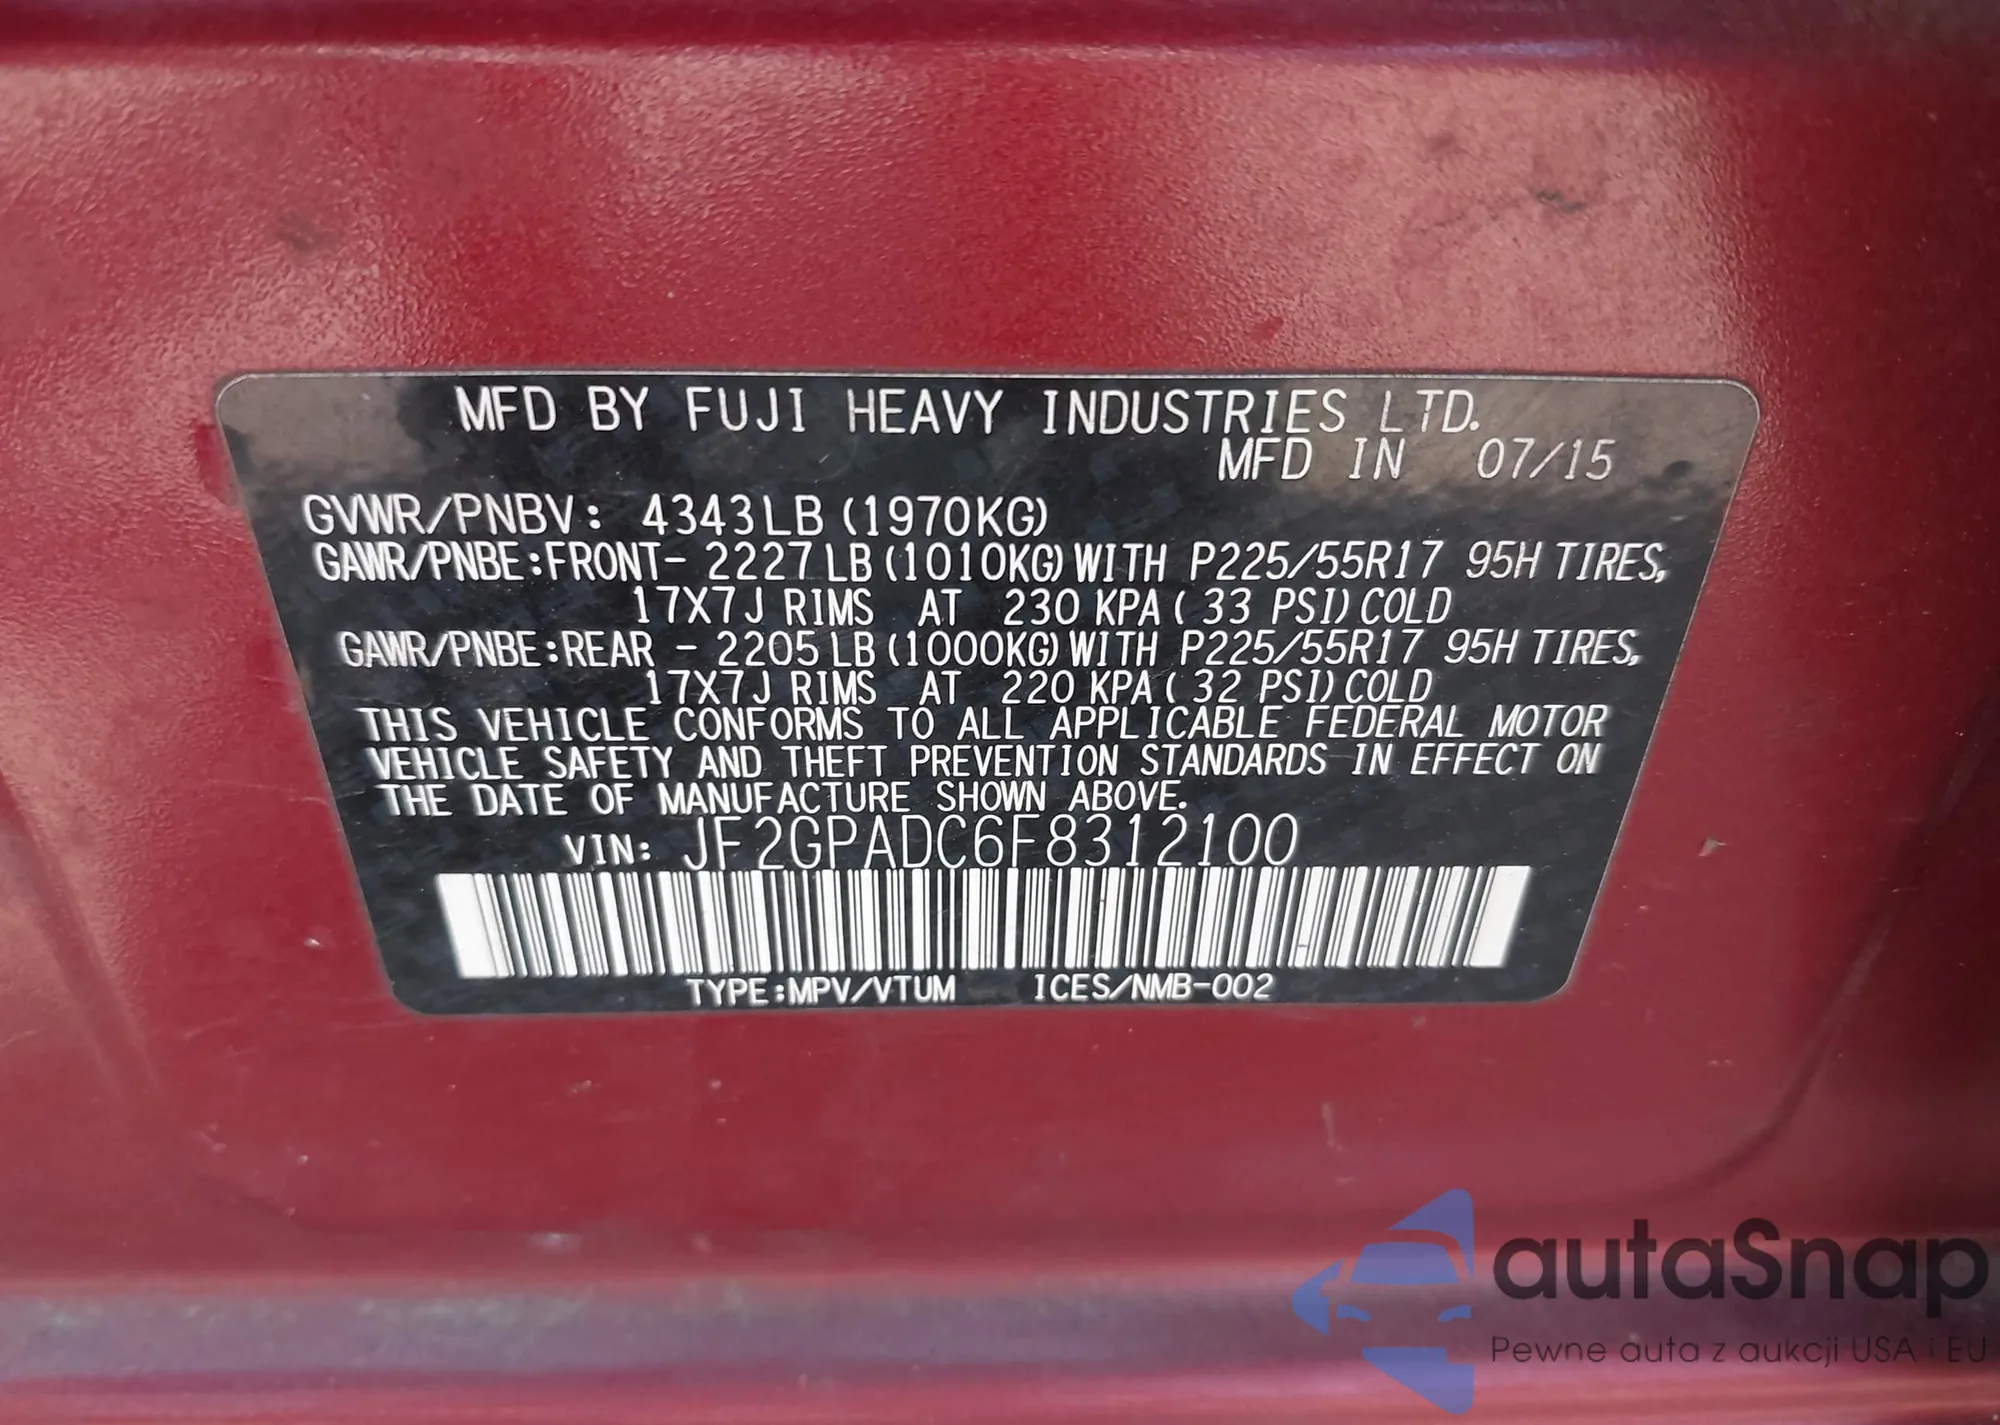 MFD BY FUJI HEAVY INDUSTRIES LTD.
MFD IN 07/15
GVWR/PNBV: 4343LB (1970KG)
GAWR/PNBE:FRONT- 2227LB (1010KG) WITH P225/55R17 95H TIRES,
17X7J RIMS AT 230 KPA ( 33 PSI) COLD
GAWR/PNBE:REAR - 2205LB (1000KG) WITH P225/55R17 95H TIRES,
17X7J RIMS AT 220 KPA ( 32 PSI) COLD
THIS VEHICLE CONFORMS TO ALL APPLICABLE FEDERAL MOTOR
VEHICLE SAFETY AND THEFT PREVENTION STANDARDS IN EFFECT ON
THE DATE OF MANUFACTURE SHOWN ABOVE.
VIN: JF2GPADC6F8312100
TYPE:MPV/VTUM ICES/NMB-002
autaSnap
Pewne auta z aukcji USA i EU